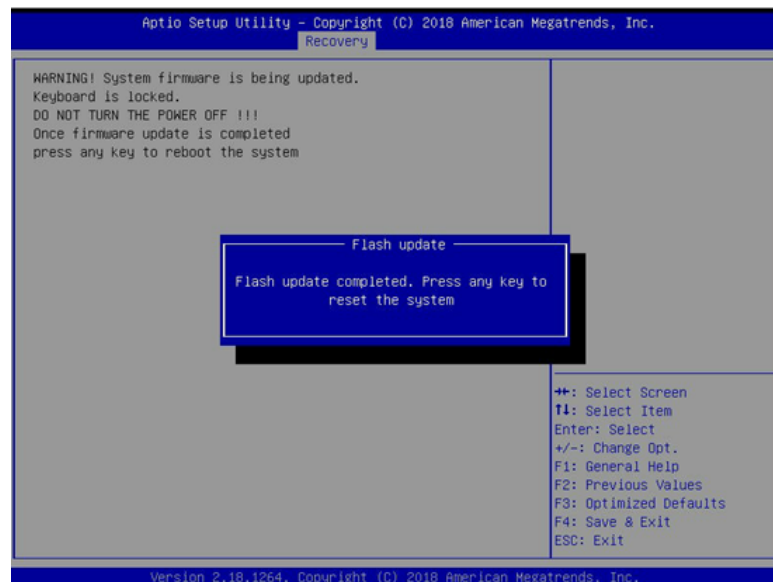 Aptio Setup Utility – Copyright (C) 2018 American Megatrends, Inc.
Recovery
WARNING! System firmware is being updated.
Keyboard is locked.
DO NOT TURN THE POWER OFF !!!
Once firmware update is completed
press any key to reboot the system
Flash update
Flash update completed. Press any key to
reset the system
→←: Select Screen
↑↓: Select Item
Enter: Select
+/-: Change Opt.
F1: General Help
F2: Previous Values
F3: Optimized Defaults
F4: Save & Exit
ESC: Exit
Version 2.18.1264. Copyright (C) 2018 American Megatrends, Inc.